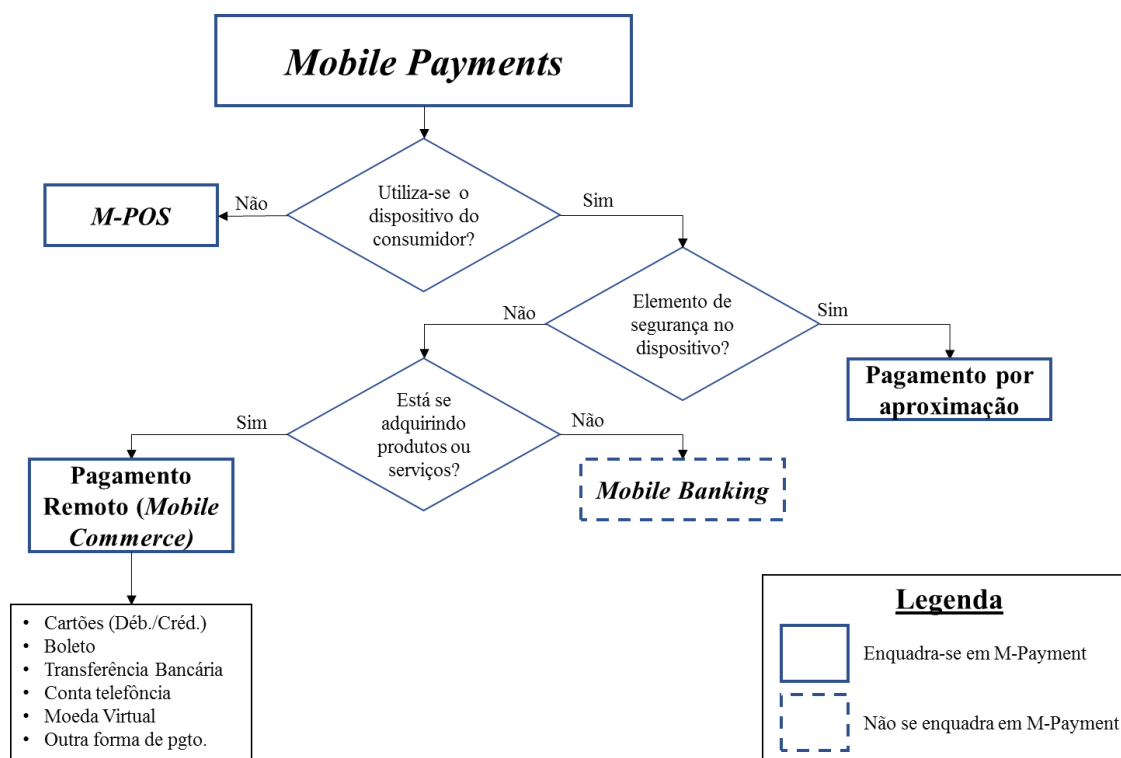 Mobile Payments
Utiliza-se o
dispositivo do
consumidor?
Não
Sim
M-POS
Elemento de
segurança no
dispositivo?
Não
Sim
Pagamento por
aproximação
Está se
adquirindo
produtos ou
serviços?
Sim
Não
Pagamento
Remoto (Mobile
Commerce)
Mobile Banking
• Cartões (Déb./Créd.)
• Boleto
• Transferência Bancária
• Conta telefôncia
• Moeda Virtual
• Outra forma de pgto.
Legenda
Enquadra-se em M-Payment
Não se enquadra em M-Payment